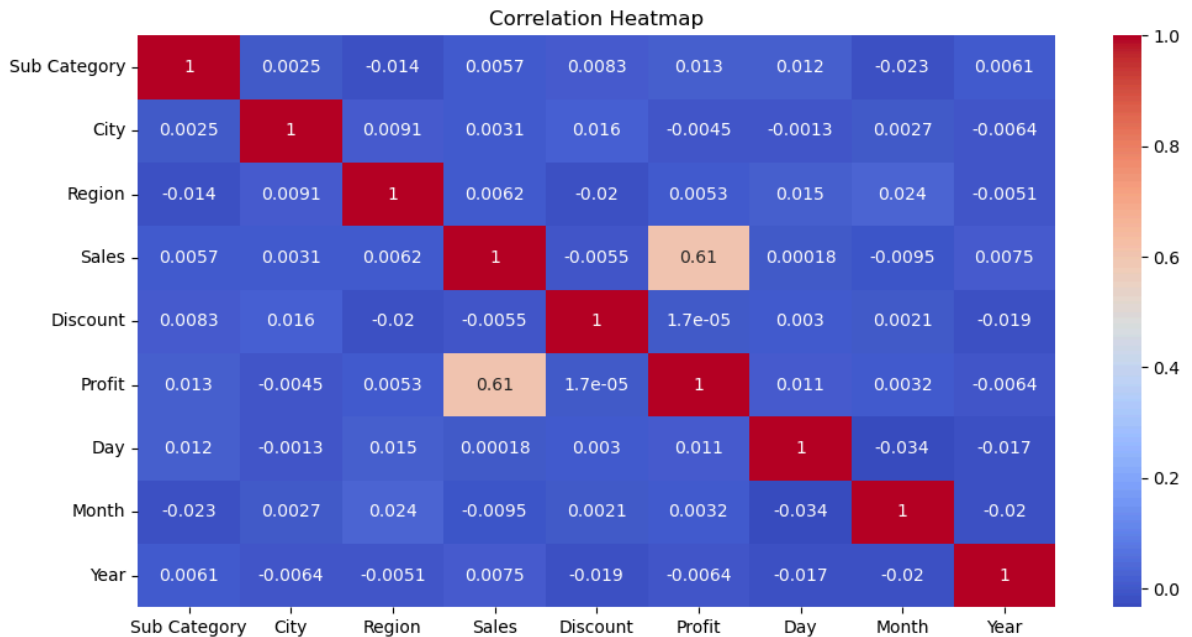 Correlation Heatmap
Sub Category 1 0.0025 -0.014 0.0057 0.0083 0.013 0.012 -0.023 0.0061
City 0.0025 1 0.0091 0.0031 0.016 -0.0045 -0.0013 0.0027 -0.0064
Region -0.014 0.0091 1 0.0062 -0.02 0.0053 0.015 0.024 -0.0051
Sales 0.0057 0.0031 0.0062 1 -0.0055 0.61 0.00018 -0.0095 0.0075
Discount 0.0083 0.016 -0.02 -0.0055 1 1.7e-05 0.003 0.0021 -0.019
Profit 0.013 -0.0045 0.0053 0.61 1.7e-05 1 0.011 0.0032 -0.0064
Day 0.012 -0.0013 0.015 0.00018 0.003 0.011 1 -0.034 -0.017
Month -0.023 0.0027 0.024 -0.0095 0.0021 0.0032 -0.034 1 -0.02
Year 0.0061 -0.0064 -0.0051 0.0075 -0.019 -0.0064 -0.017 -0.02 1
Sub Category City Region Sales Discount Profit Day Month Year
1.0
0.8
0.6
0.4
0.2
0.0